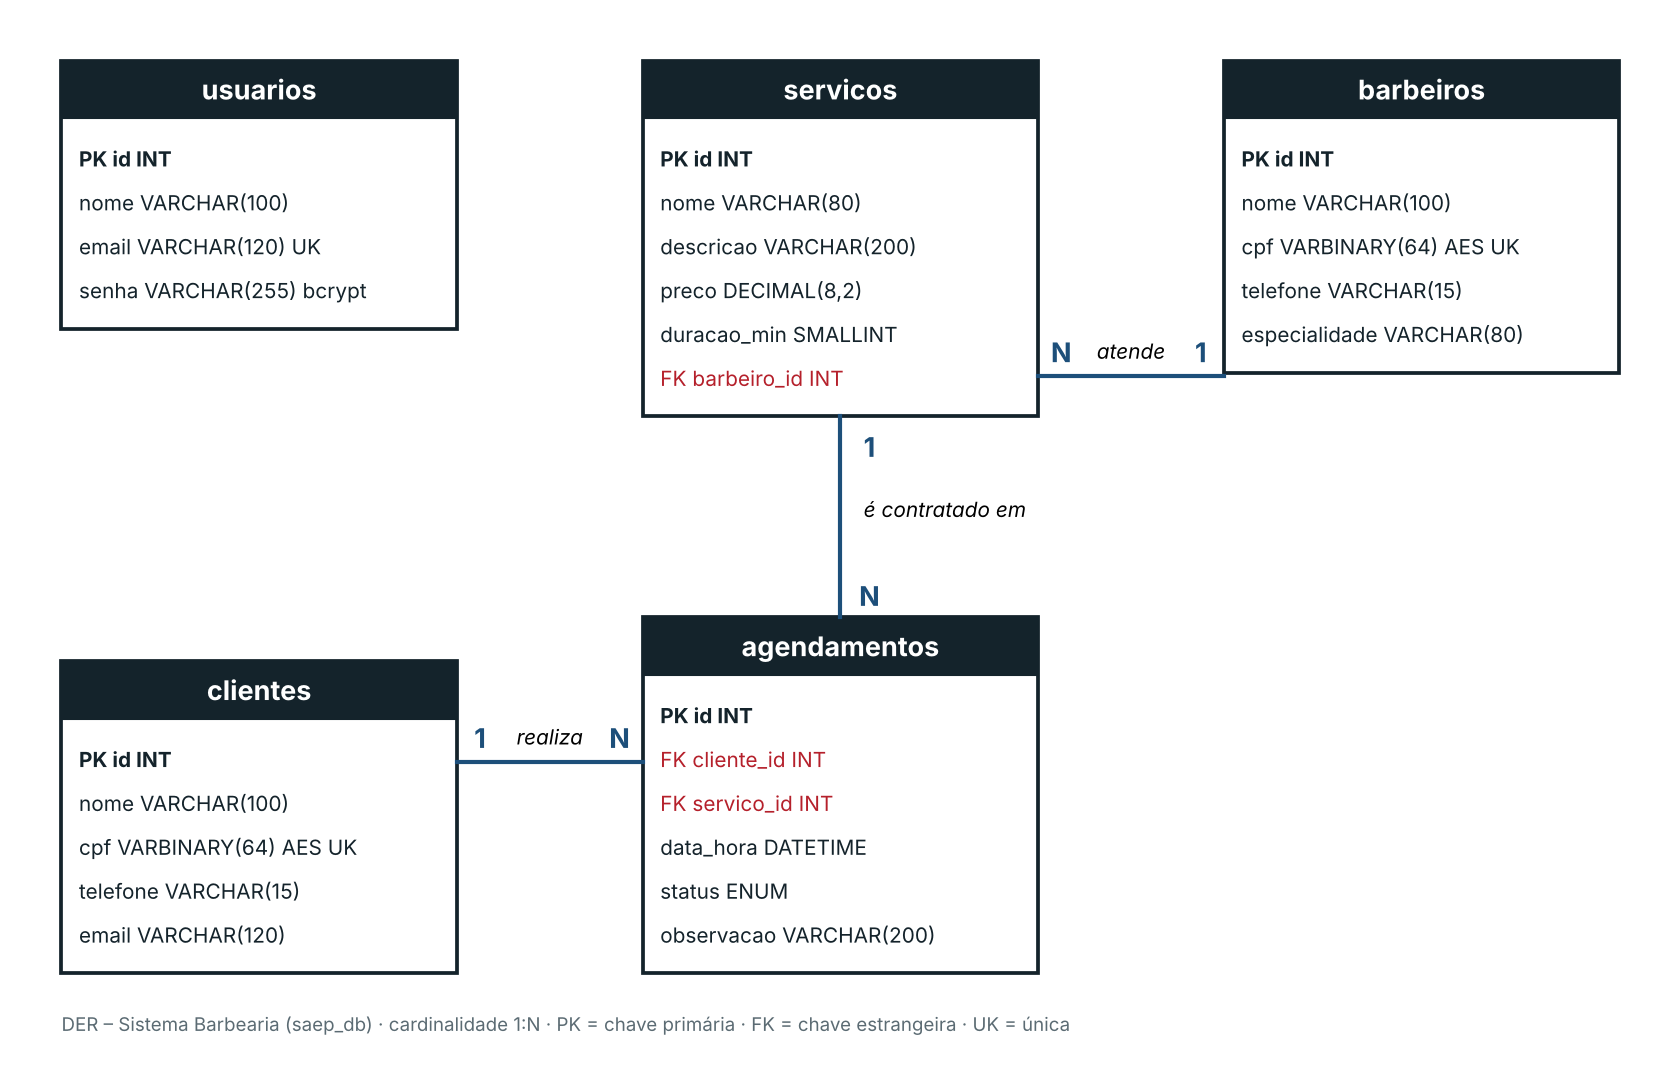 usuarios
PK id INT
nome VARCHAR(100)
email VARCHAR(120) UK
senha VARCHAR(255) bcrypt
servicos
PK id INT
nome VARCHAR(80)
descricao VARCHAR(200)
preco DECIMAL(8,2)
duracao_min SMALLINT
FK barbeiro_id INT
N atende 1
barbeiros
PK id INT
nome VARCHAR(100)
cpf VARBINARY(64) AES UK
telefone VARCHAR(15)
especialidade VARCHAR(80)
1
é contratado em
N
clientes
PK id INT
nome VARCHAR(100)
cpf VARBINARY(64) AES UK
telefone VARCHAR(15)
email VARCHAR(120)
1 realiza N
agendamentos
PK id INT
FK cliente_id INT
FK servico_id INT
data_hora DATETIME
status ENUM
observacao VARCHAR(200)
DER – Sistema Barbearia (saep_db) · cardinalidade 1:N · PK = chave primária · FK = chave estrangeira · UK = única